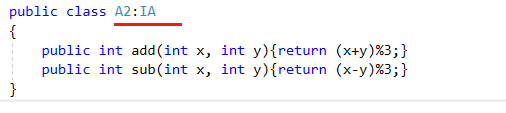 public class A2:IA
{
public int add(int x, int y){return (x+y)%3;}
public int sub(int x, int y){return (x-y)%3;}
}